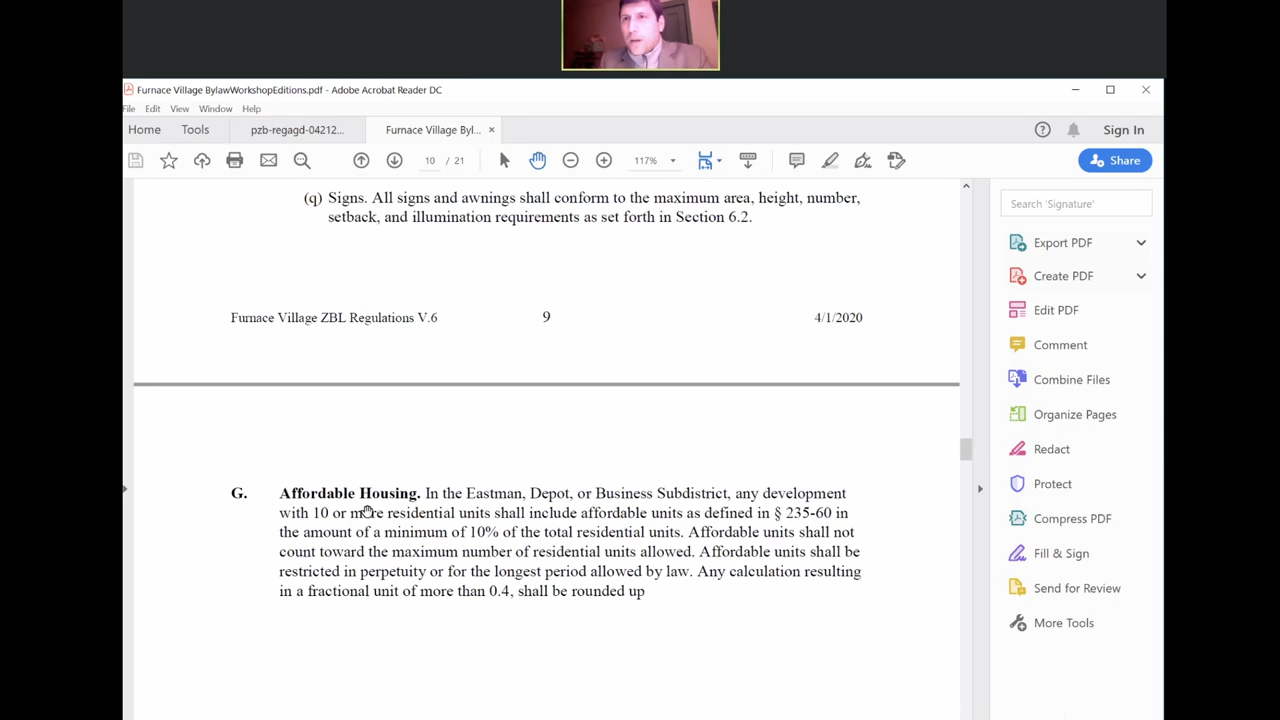 Furnace Village BylawWorkshopEditions.pdf - Adobe Acrobat Reader DC
File Edit View Window Help
Home Tools pzb-regagd-04212... Furnace Village Byl... × Sign In
10 / 21 117% Share
(q) Signs. All signs and awnings shall conform to the maximum area, height, number,
setback, and illumination requirements as set forth in Section 6.2.
Furnace Village ZBL Regulations V.6 9 4/1/2020
G. Affordable Housing. In the Eastman, Depot, or Business Subdistrict, any development
with 10 or more residential units shall include affordable units as defined in § 235-60 in
the amount of a minimum of 10% of the total residential units. Affordable units shall not
count toward the maximum number of residential units allowed. Affordable units shall be
restricted in perpetuity or for the longest period allowed by law. Any calculation resulting
in a fractional unit of more than 0.4, shall be rounded up
Search 'Signature'
Export PDF
Create PDF
Edit PDF
Comment
Combine Files
Organize Pages
Redact
Protect
Compress PDF
Fill & Sign
Send for Review
More Tools